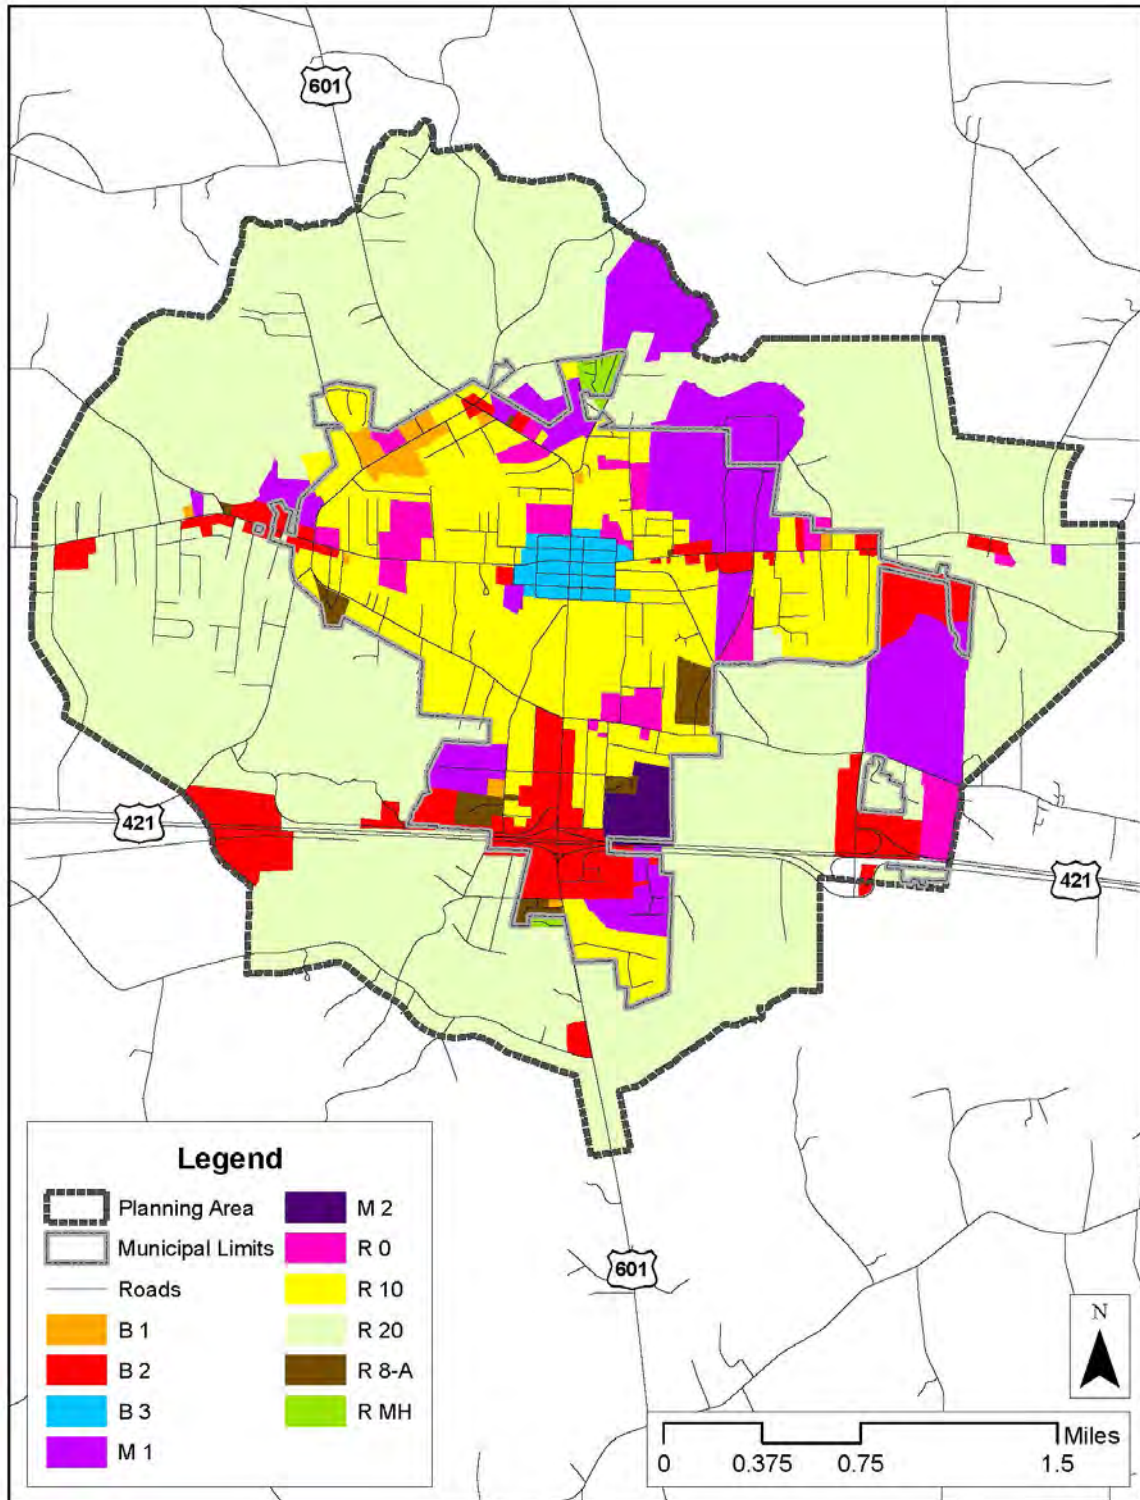 601
421
421
601
Legend
Planning Area
Municipal Limits
Roads
B 1
B 2
B 3
M 1
M 2
R 0
R 10
R 20
R 8-A
R MH
N
Miles
0 0.375 0.75 1.5